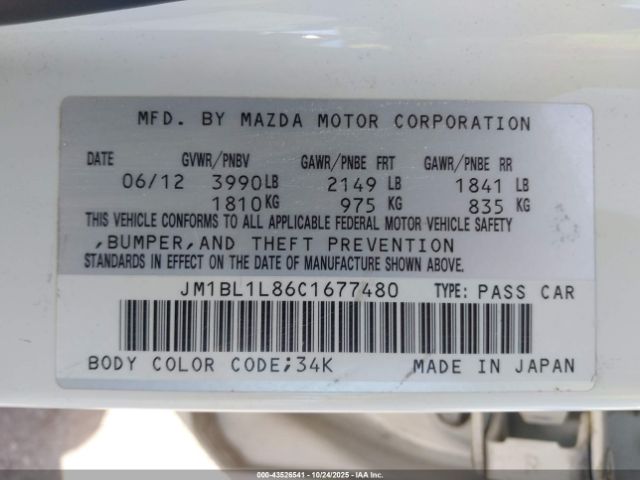 MFD. BY MAZDA MOTOR CORPORATION
DATE GVWR/PNBV GAWR/PNBE FRT GAWR/PNBE RR
06/12 3990LB 2149 LB 1841 LB
1810KG 975 KG 835 KG
THIS VEHICLE CONFORMS TO ALL APPLICABLE FEDERAL MOTOR VEHICLE SAFETY
,BUMPER,AND THEFT PREVENTION
STANDARDS IN EFFECT ON THE DATE OF MANUFACTURE SHOWN ABOVE.
JM1BL1L86C1677480 TYPE: PASS CAR
BODY COLOR CODE;34K MADE IN JAPAN
000-43526541 - 10/24/2025 - IAA Inc.